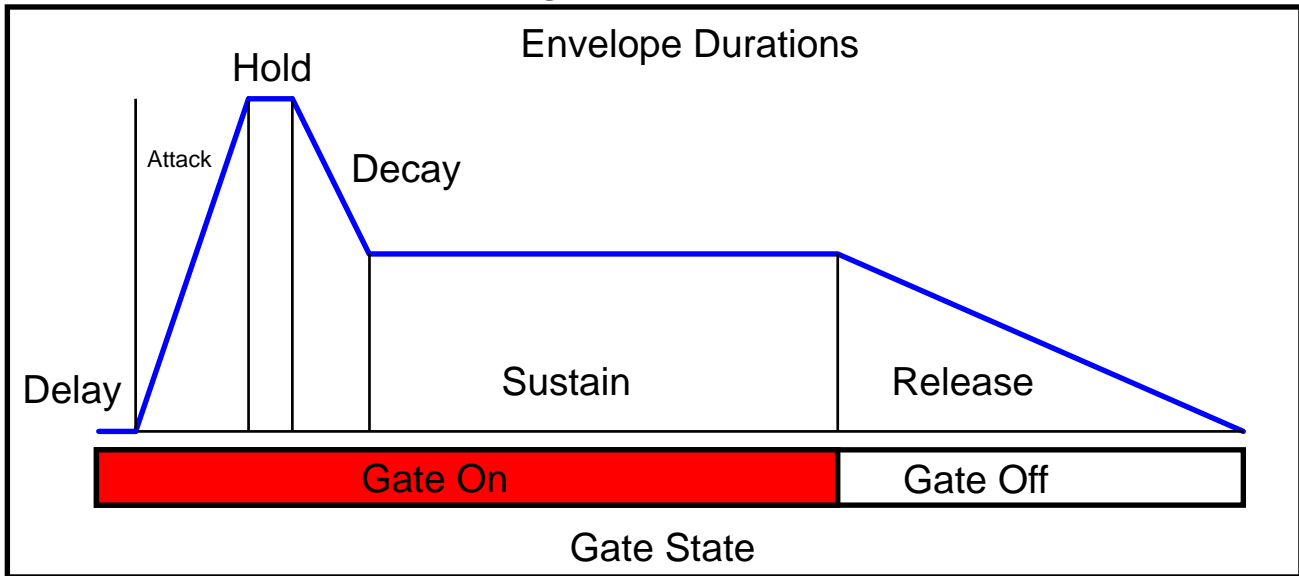 Envelope Durations
Hold
Attack
Decay
Delay
Sustain
Release
Gate On
Gate Off
Gate State